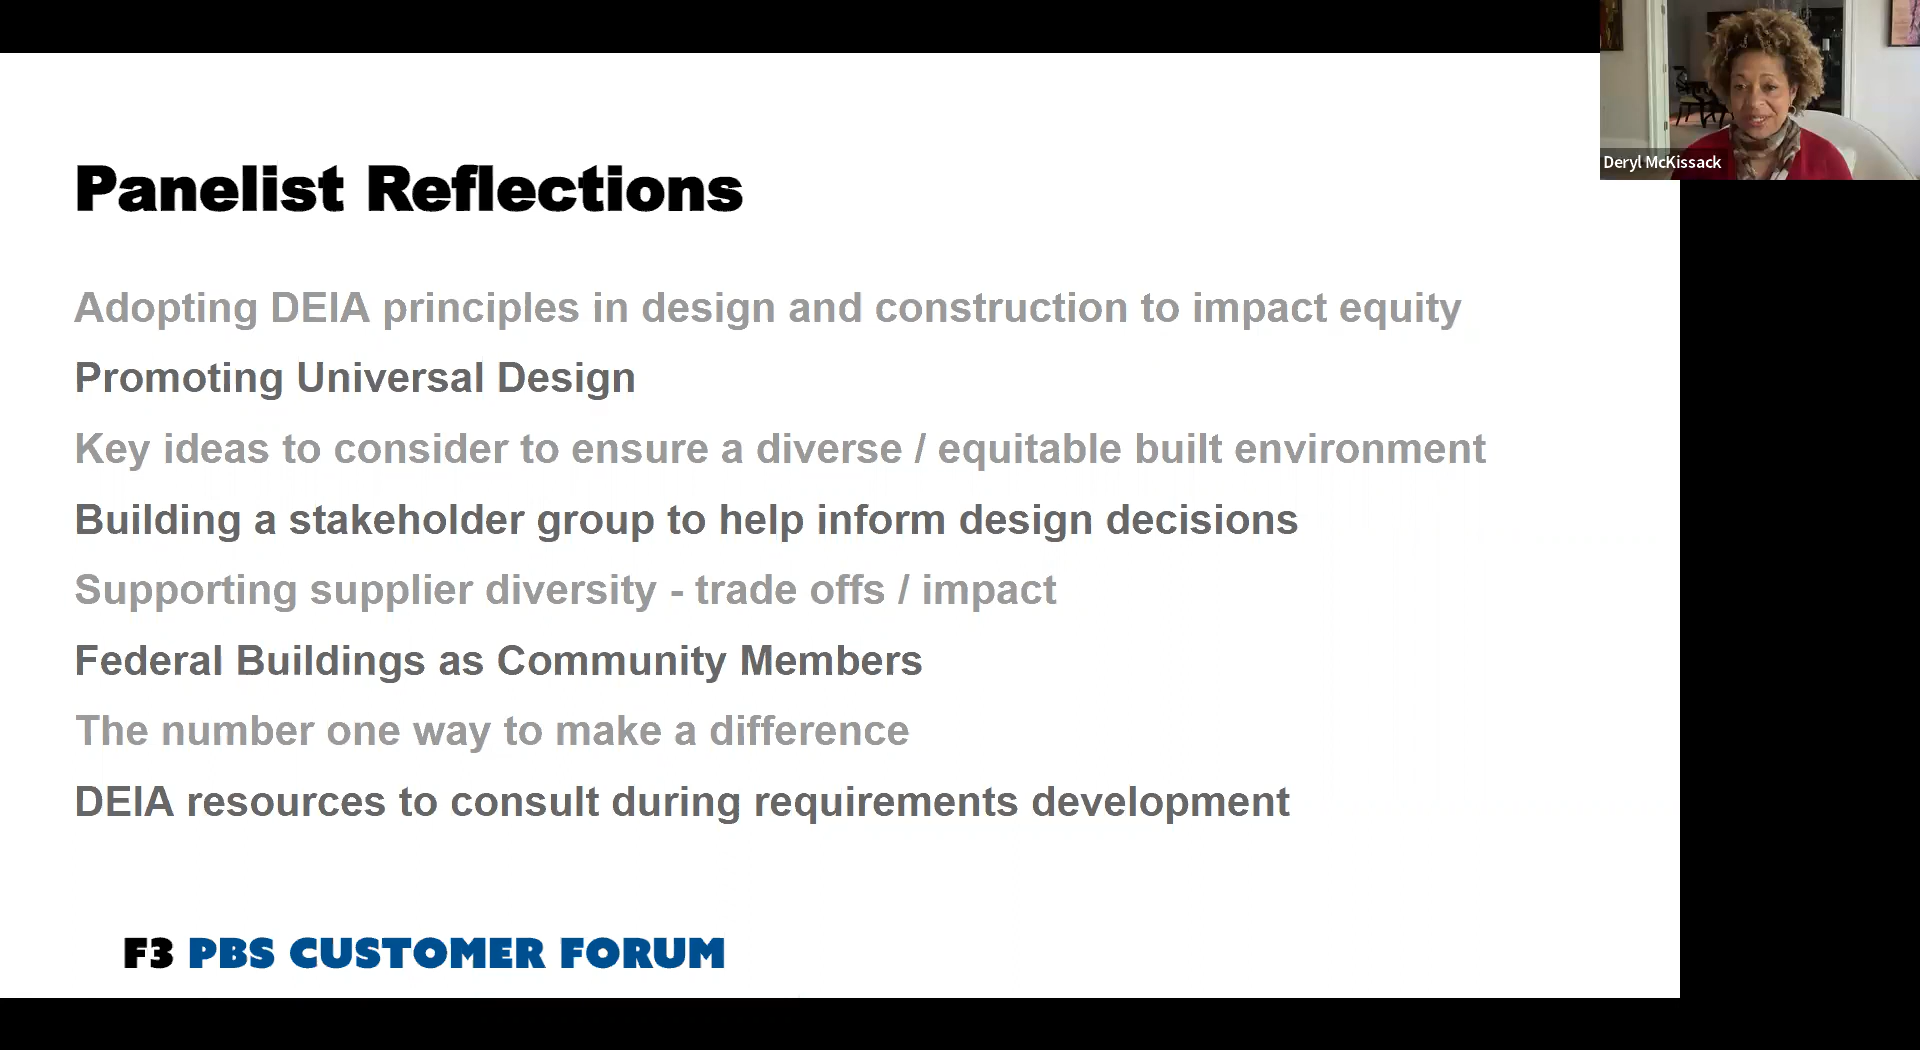 Deryl McKissack
Panelist Reflections
Adopting DEIA principles in design and construction to impact equity
Promoting Universal Design
Key ideas to consider to ensure a diverse / equitable built environment
Building a stakeholder group to help inform design decisions
Supporting supplier diversity - trade offs / impact
Federal Buildings as Community Members
The number one way to make a difference
DEIA resources to consult during requirements development
F3 PBS CUSTOMER FORUM